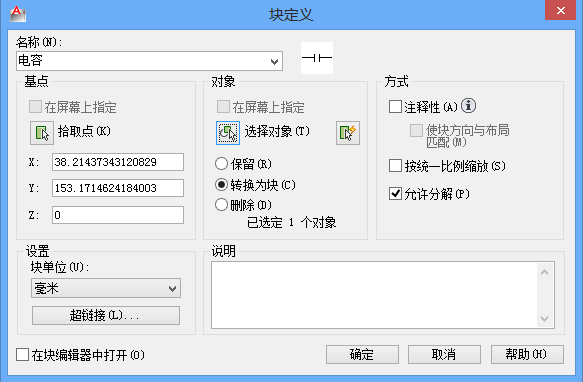 块定义
名称(N):
电容
基点
在屏幕上指定
拾取点(K)
X: 38.21437343120829
Y: 153.1714624184003
Z: 0
对象
在屏幕上指定
选择对象(T)
保留(R)
转换为块(C)
删除(D)
已选定 1 个对象
方式
注释性(A)
使块方向与布局
匹配(M)
按统一比例缩放(S)
允许分解(P)
设置
块单位(U):
毫米
超链接(L)...
说明
在块编辑器中打开(O)
确定 取消 帮助(H)